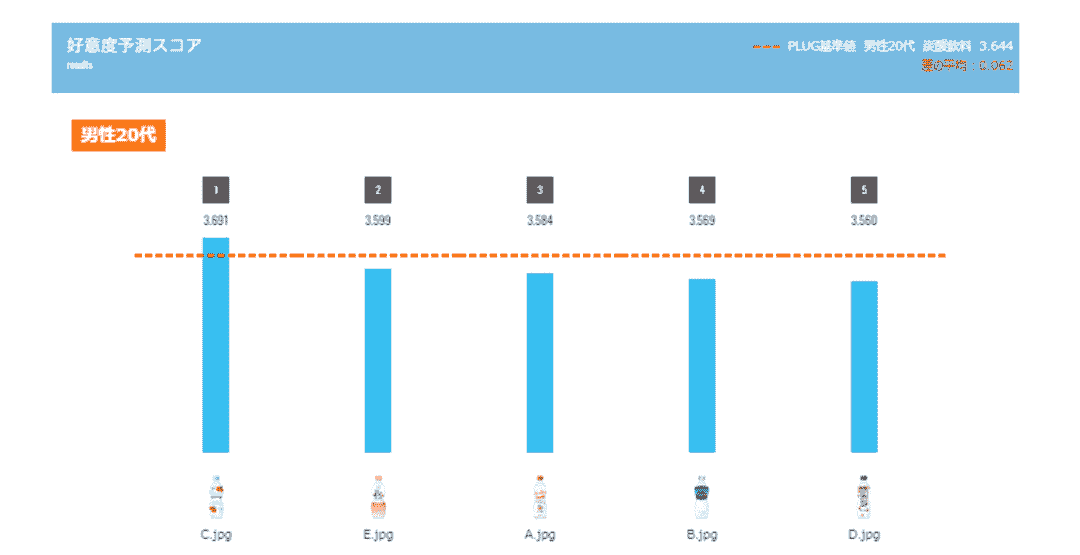 好意度予測スコア
results
PLUG基準値 男性20代 炭酸飲料 3.644
差の平均:0.063
男性20代
1 2 3 4 5
3.691 3.599 3.584 3.569 3.560
C.jpg E.jpg A.jpg B.jpg D.jpg